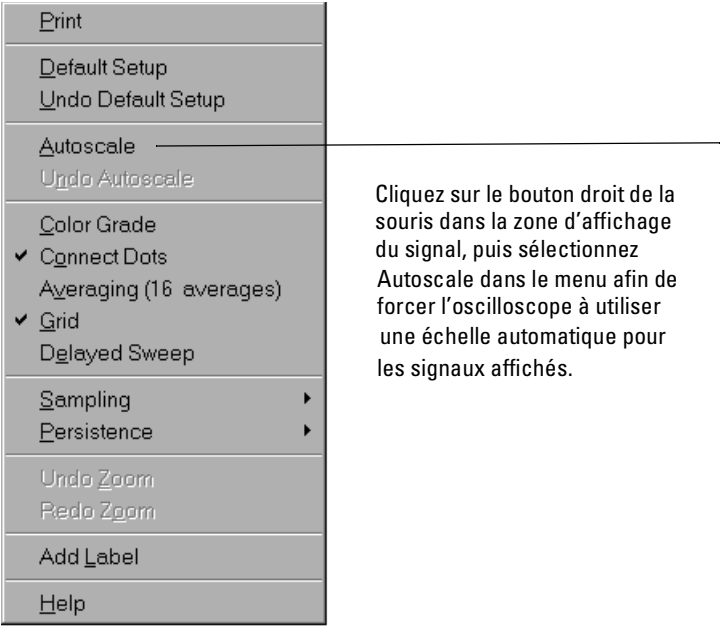 Print
Default Setup
Undo Default Setup
Autoscale
Undo Autoscale
Color Grade
Connect Dots
Averaging (16 averages)
Grid
Delayed Sweep
Sampling
Persistence
Undo Zoom
Redo Zoom
Add Label
Help
Cliquez sur le bouton droit de la
souris dans la zone d’affichage
du signal, puis sélectionnez
Autoscale dans le menu afin de
forcer l’oscilloscope à utiliser
une échelle automatique pour
les signaux affichés.